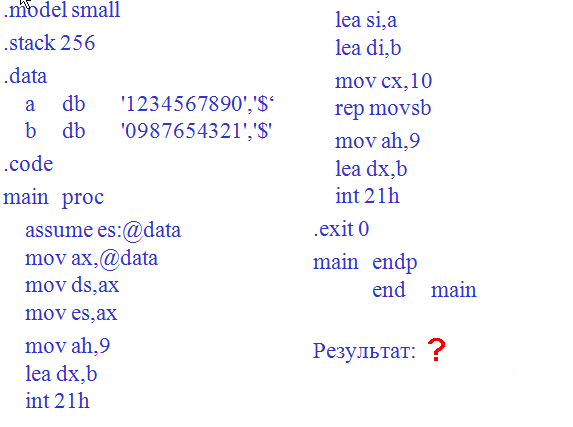 .model small
.stack 256
.data
a db '1234567890','$‘
b db '0987654321','$'
.code
main proc
assume es:@data
mov ax,@data
mov ds,ax
mov es,ax
mov ah,9
lea dx,b
int 21h
lea si,a
lea di,b
mov cx,10
rep movsb
mov ah,9
lea dx,b
int 21h
.exit 0
main endp
end main
Результат: ?